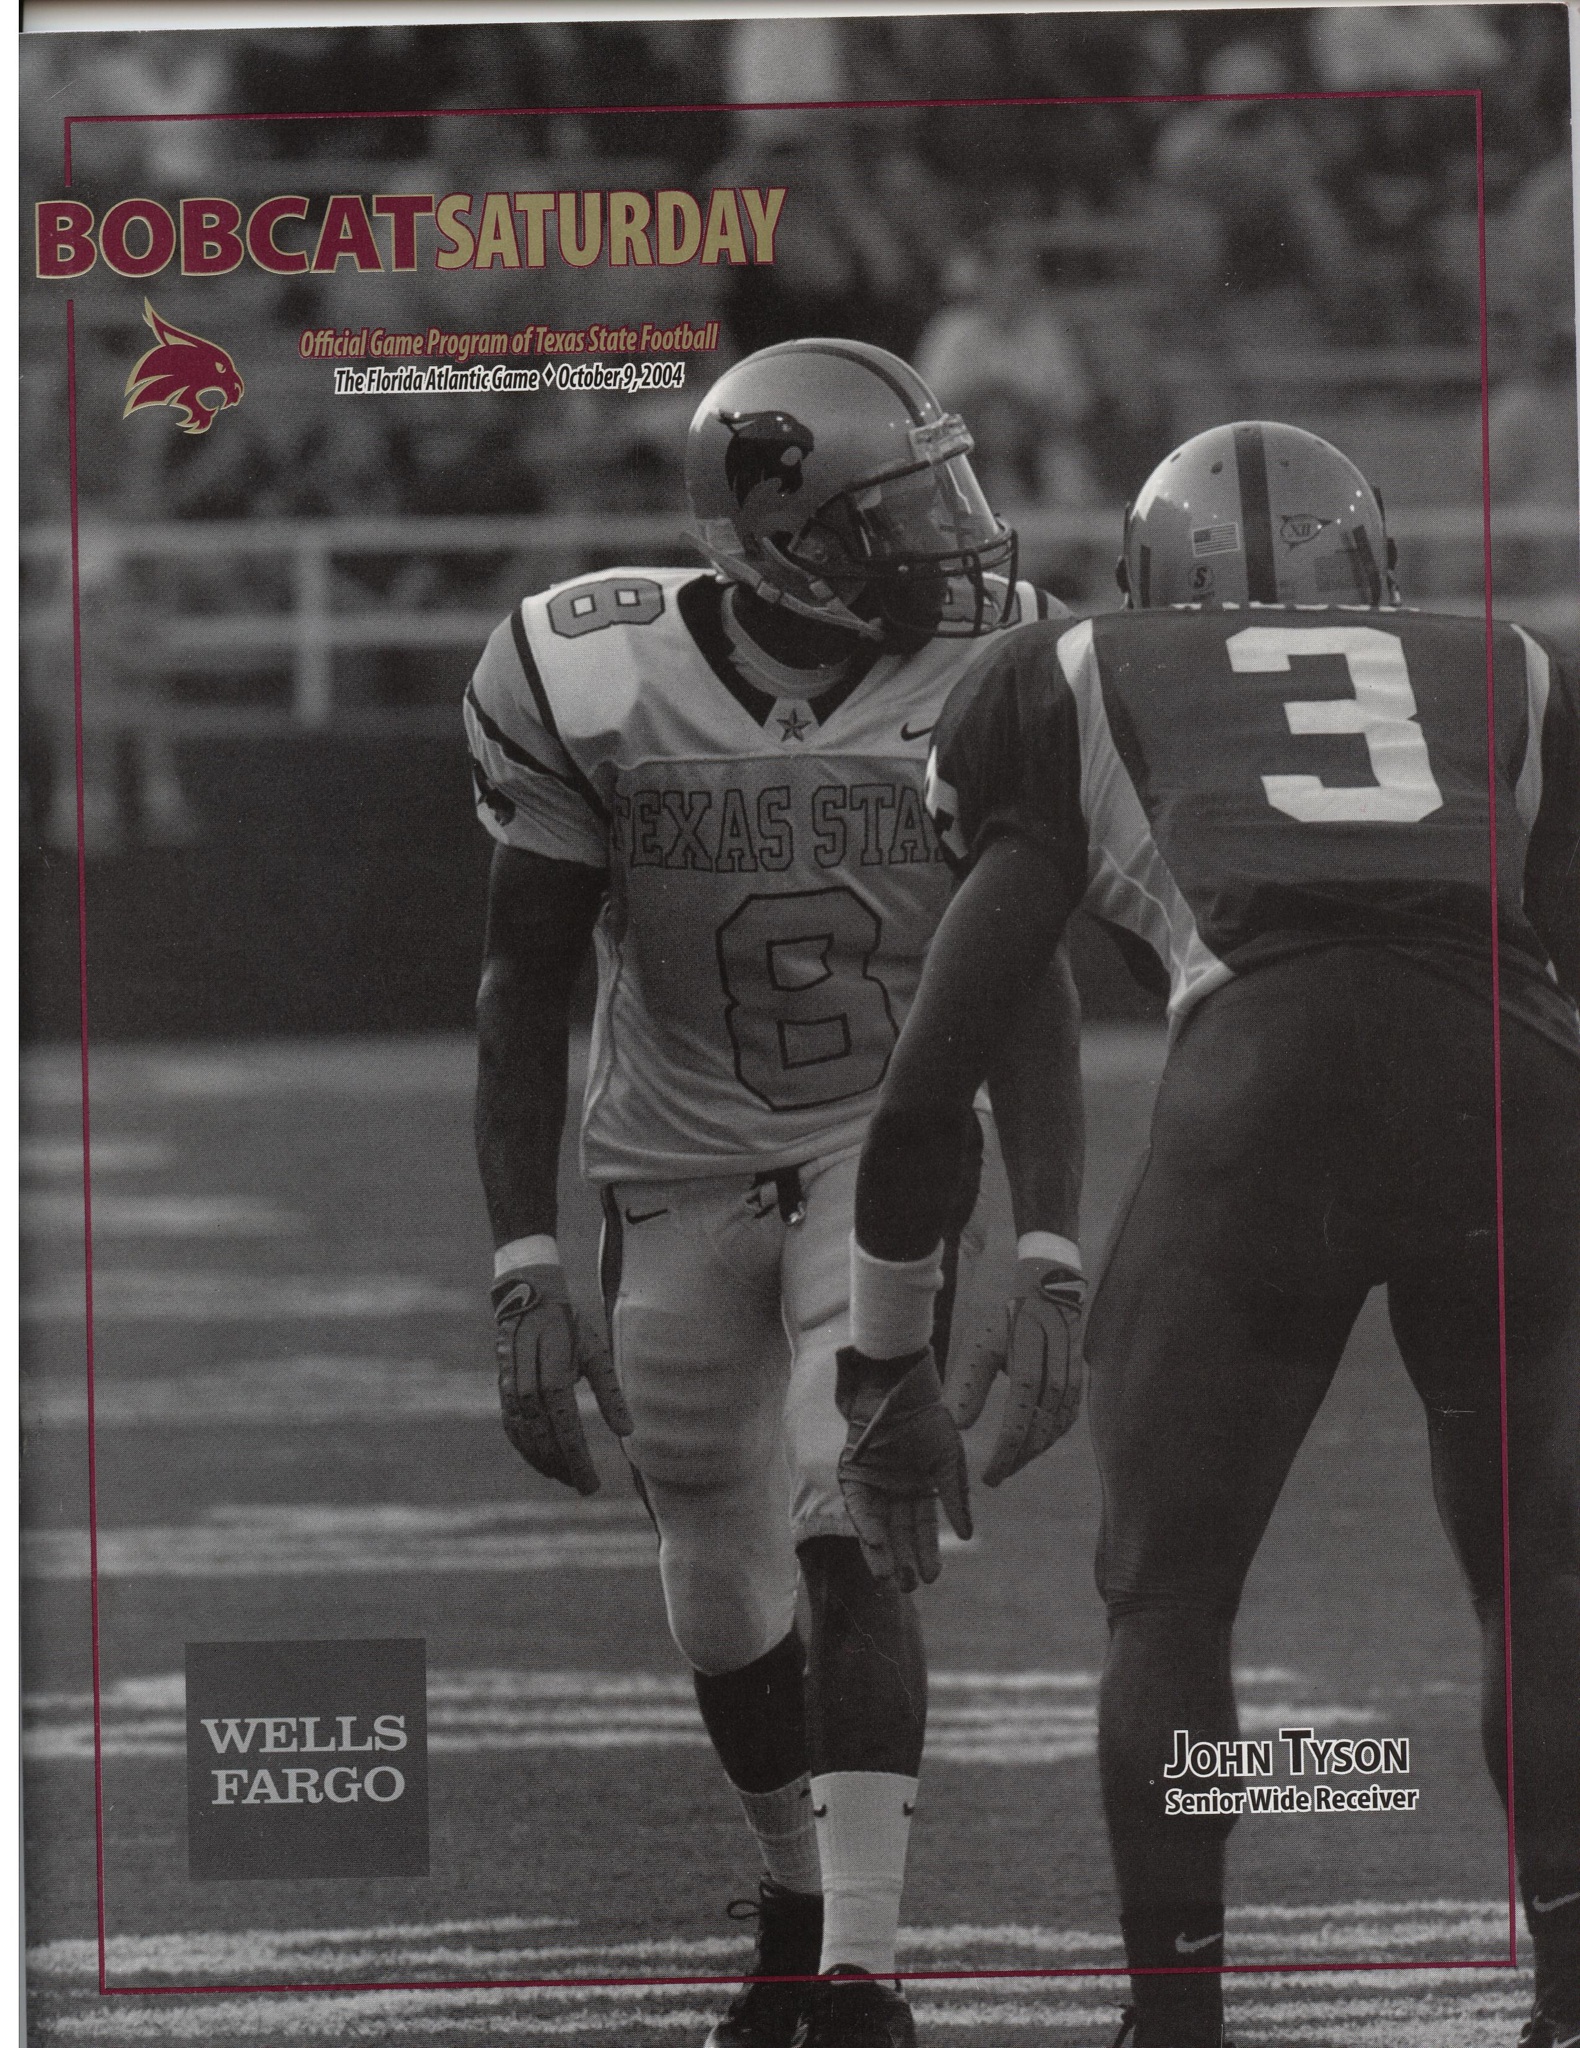 BOBCATSATURDAY
Official Game Program of Texas State Football
The Florida Atlantic Game ♦ October 9, 2004
8
XII
S
3
TEXAS STA
8
WELLS
FARGO
JOHN TYSON
Senior Wide Receiver